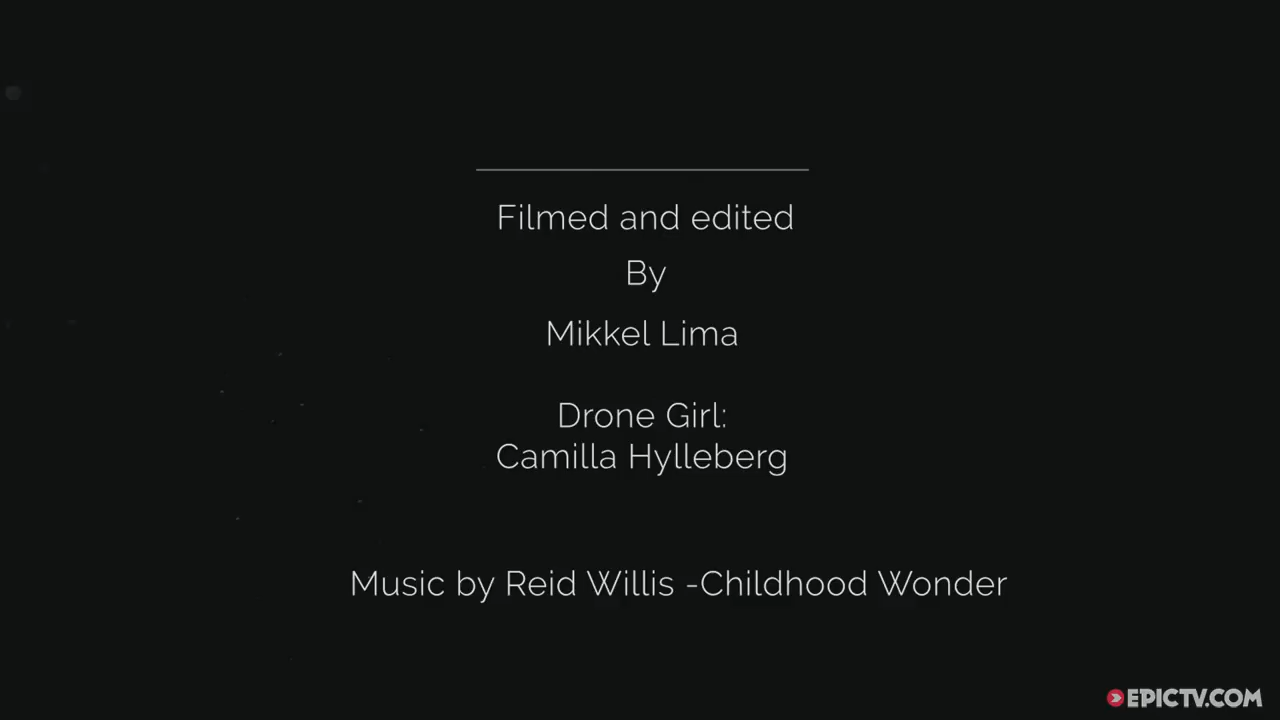 Filmed and edited
By
Mikkel Lima
Drone Girl:
Camilla Hylleberg
Music by Reid Willis -Childhood Wonder
EPICTV.COM